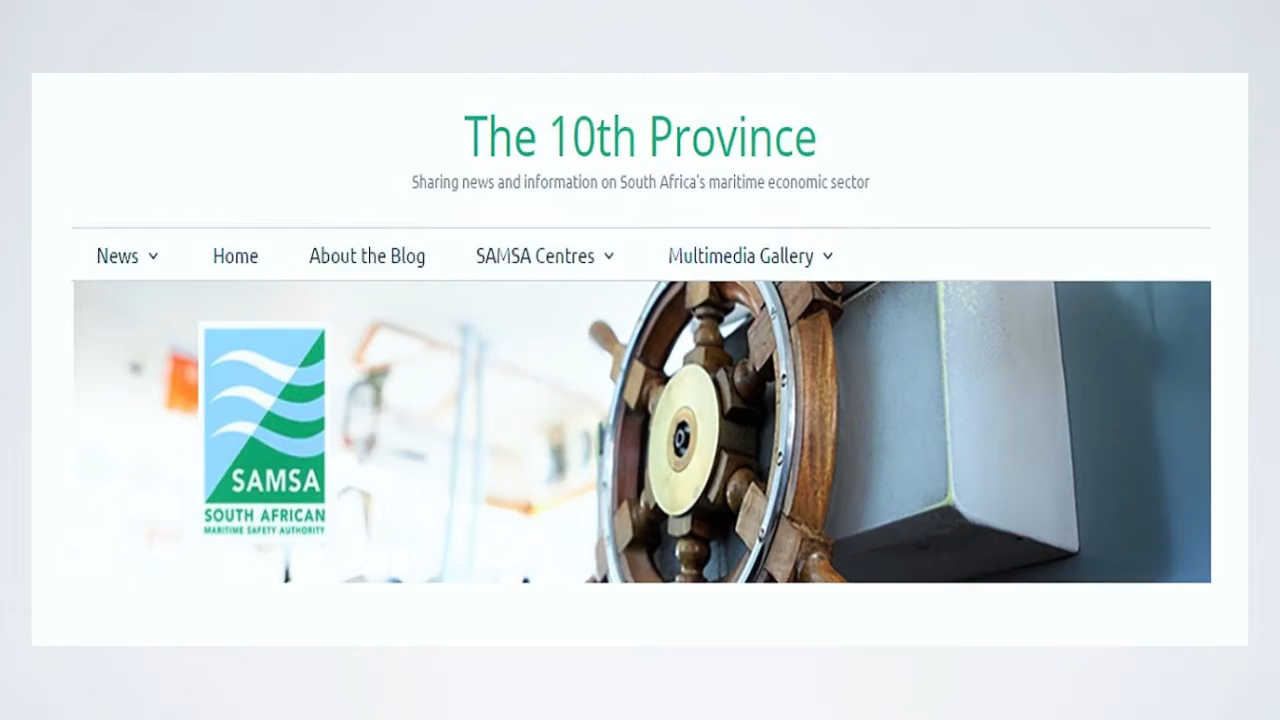 The 10th Province
Sharing news and information on South Africa's maritime economic sector
News Home About the Blog SAMSA Centres Multimedia Gallery
SAMSA
SOUTH AFRICAN
MARITIME SAFETY AUTHORITY